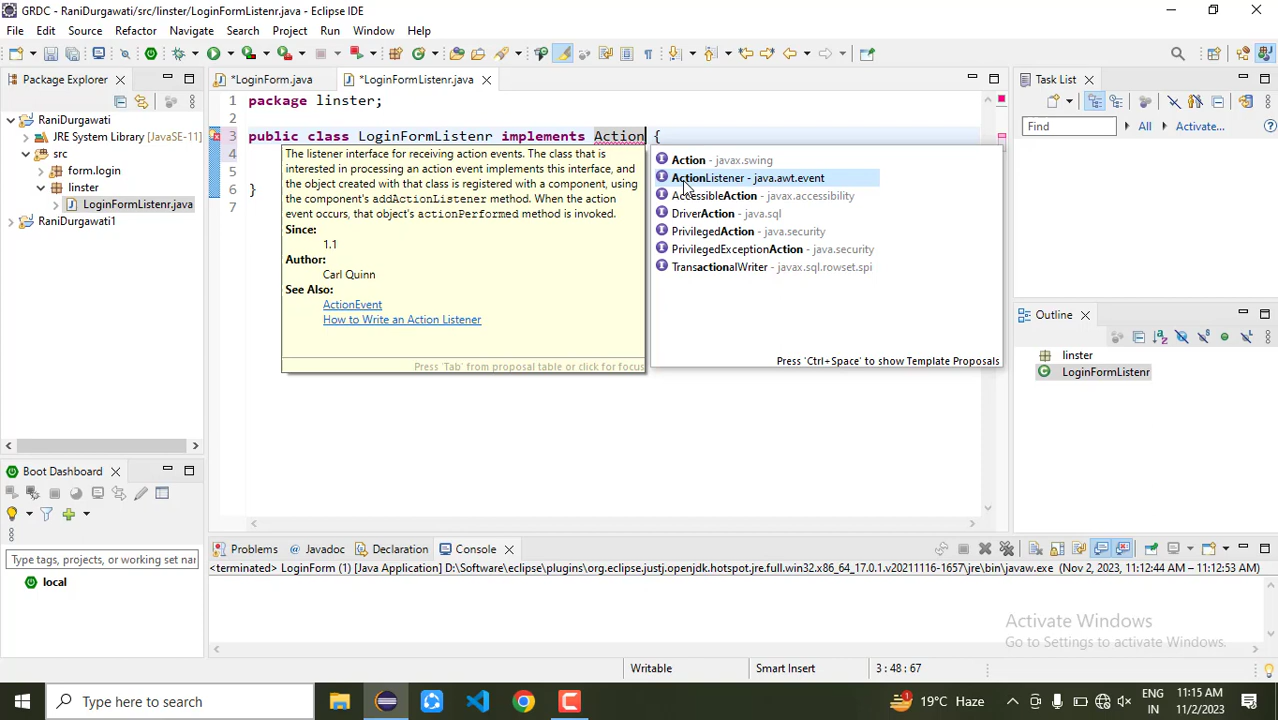 GRDC - RaniDurgawati/src/linster/LoginFormListenr.java - Eclipse IDE
File Edit Source Refactor Navigate Search Project Run Window Help
Package Explorer
*LoginForm.java
*LoginFormListenr.java
Task List
RaniDurgawati
JRE System Library [JavaSE-11]
src
form.login
linster
LoginFormListenr.java
RaniDurgawati1
1 package linster;
2
3 public class LoginFormListenr implements Action {
4
6 }
7
The listener interface for receiving action events. The class that is
interested in processing an action event implements this interface, and
the object created with that class is registered with a component, using
the component's addActionListener method. When the action
event occurs, that object's actionPerformed method is invoked.
Since:
1.1
Author:
Carl Quinn
See Also:
ActionEvent
How to Write an Action Listener
Press 'Tab' from proposal table or click for focus
Action - javax.swing
ActionListener - java.awt.event
AccessibleAction - javax.accessibility
DriverAction - java.sql
PrivilegedAction - java.security
PrivilegedExceptionAction - java.security
TransactionalWriter - javax.sql.rowset.spi
Press 'Ctrl+Space' to show Template Proposals
Find All Activate...
Outline
linster
LoginFormListenr
Boot Dashboard
Type tags, projects, or working set nar
local
Problems Javadoc Declaration Console
<terminated> LoginForm (1) [Java Application] D:\Software\eclipse\plugins\org.eclipse.justj.openjdk.hotspot.jre.full.win32.x86_64_17.0.1.v20211116-1657\jre\bin\javaw.exe (Nov 2, 2023, 11:12:44 AM – 11:12:53 AM)
Activate Windows
Go to Settings to activate Windows.
Writable Smart Insert 3 : 48 : 67
Type here to search
19°C Haze
ENG
IN
11:15 AM
11/2/2023